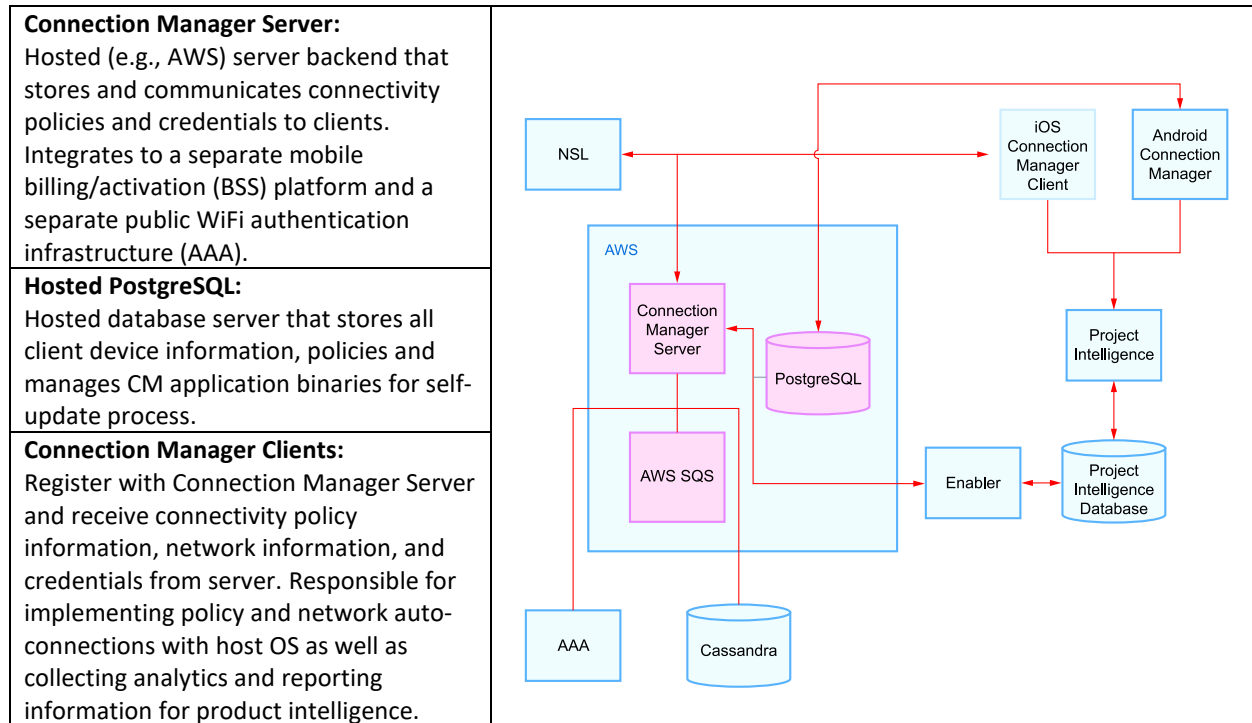 Connection Manager Server:
Hosted (e.g., AWS) server backend that
stores and communicates connectivity
policies and credentials to clients.
Integrates to a separate mobile
billing/activation (BSS) platform and a
separate public WiFi authentication
infrastructure (AAA).
Hosted PostgreSQL:
Hosted database server that stores all
client device information, policies and
manages CM application binaries for self-
update process.
Connection Manager Clients:
Register with Connection Manager Server
and receive connectivity policy
information, network information, and
credentials from server. Responsible for
implementing policy and network auto-
connections with host OS as well as
collecting analytics and reporting
information for product intelligence.
NSL
iOS
Connection
Manager
Client
Android
Connection
Manager
AWS
Connection
Manager
Server
PostgreSQL
Project
Intelligence
AWS SQS
Enabler
Project
Intelligence
Database
AAA
Cassandra